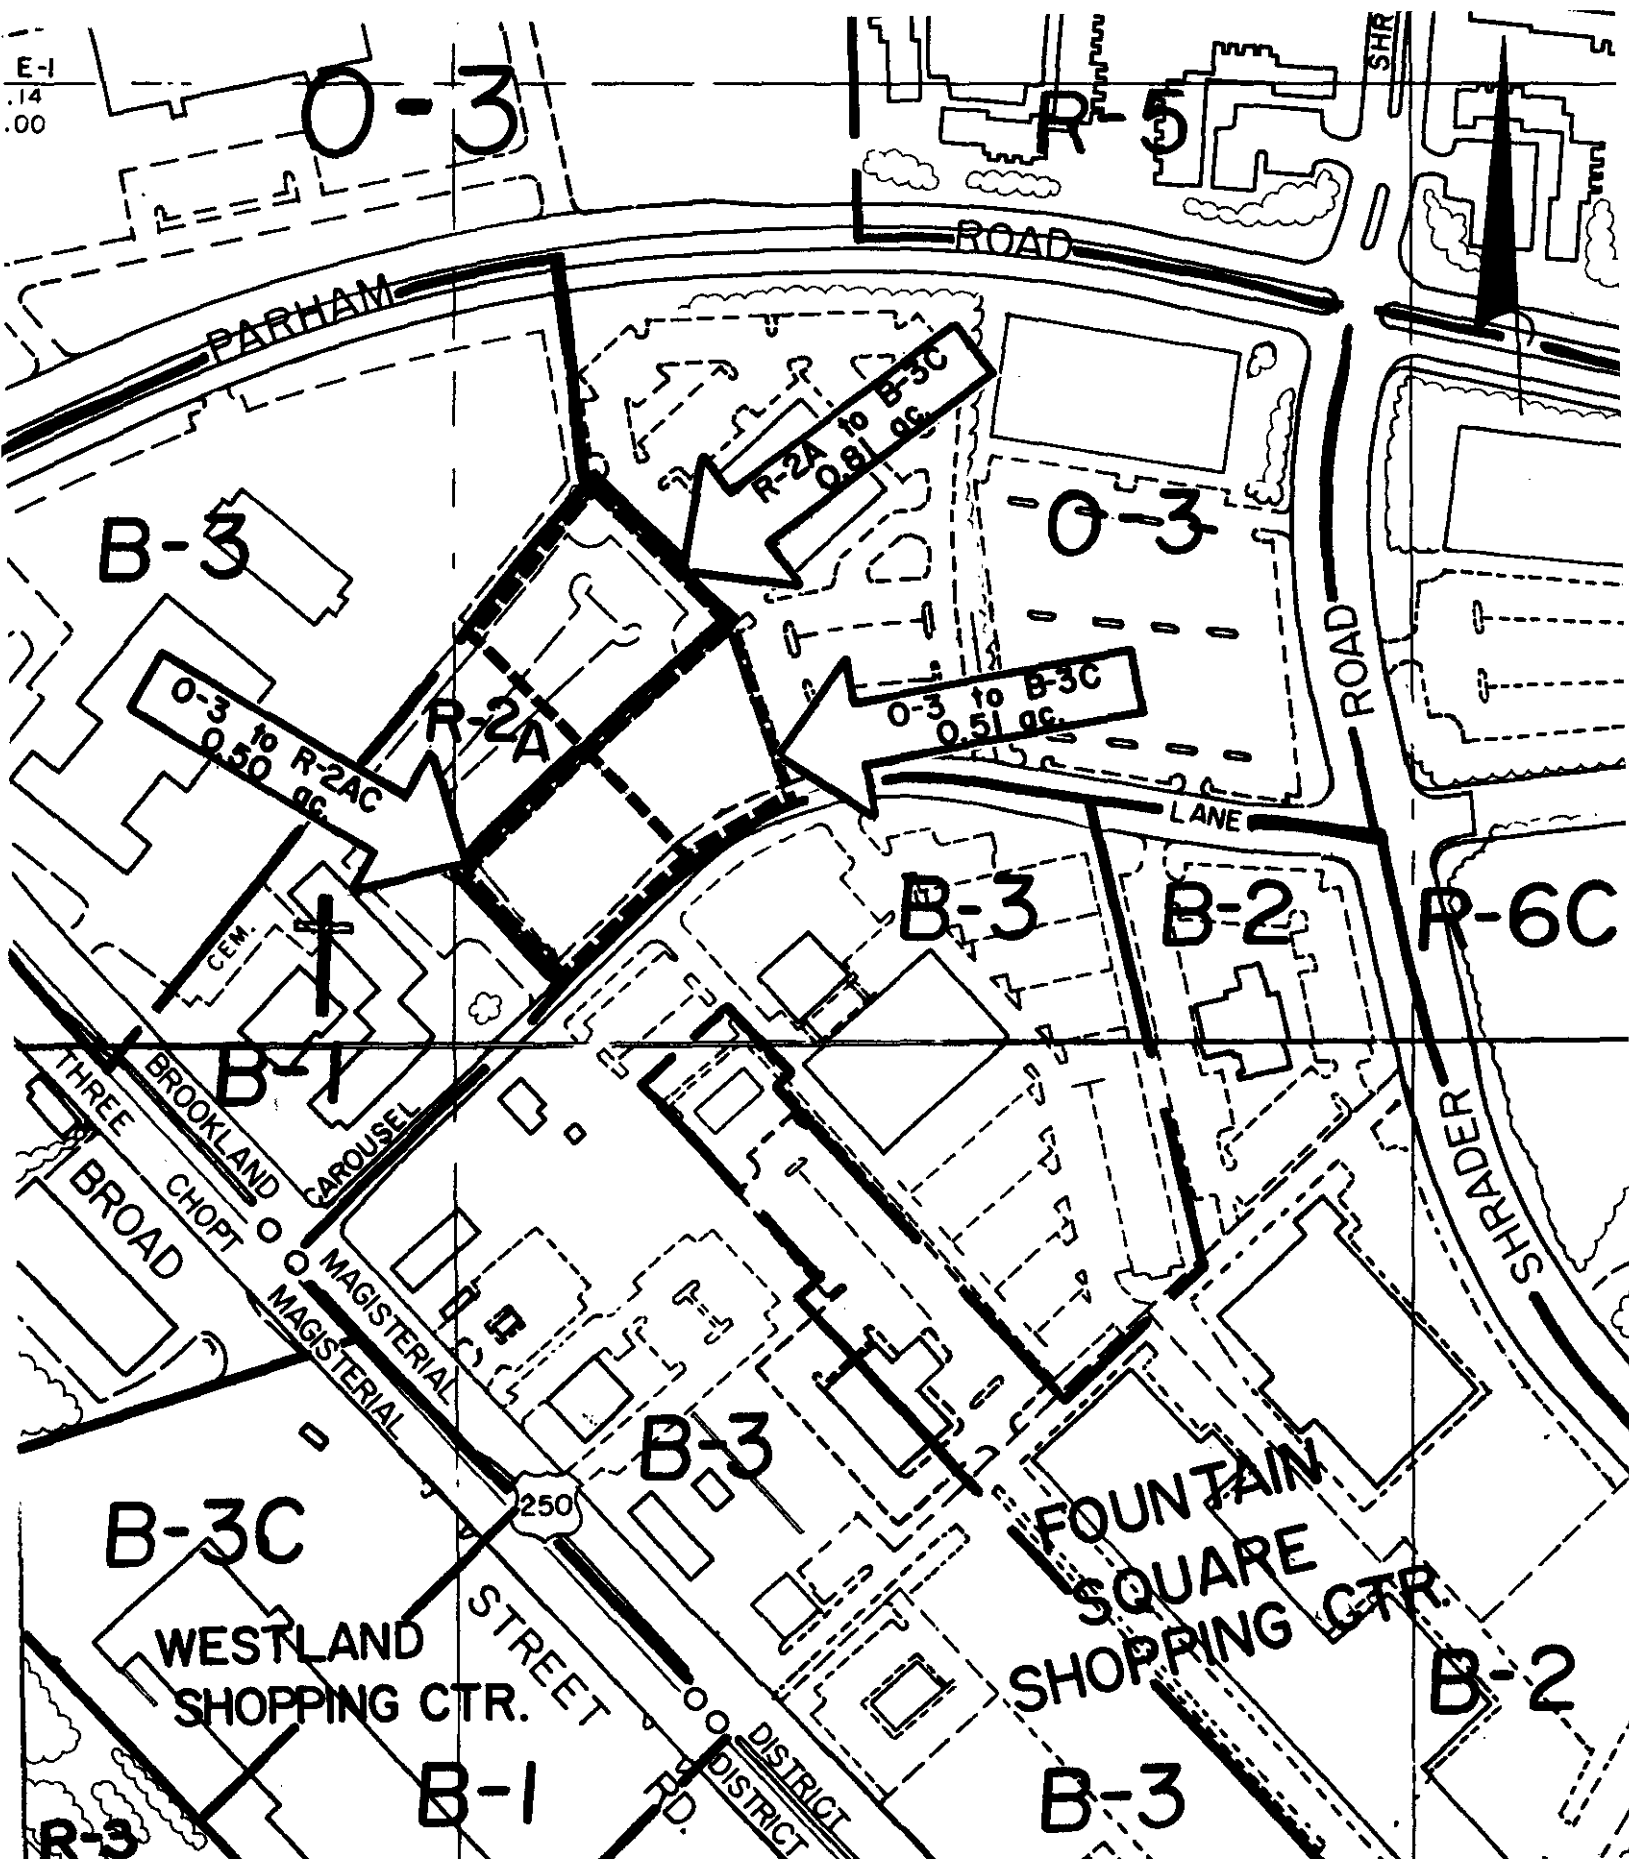 E-1
.14
.00
O-3
R-5
SHR
PARHAM
ROAD
R-2A to B-3C
0.81 ac.
B-3
O-3
ROAD
O-3 to B-3C
0.51 ac.
O-3 to R-2AC
0.50 ac.
R-2A
LANE
B-3
B-2
R-6C
CEM.
B-1
THREE
CHOPT
BROOKLAND
CAROUSEL
BROAD
MAGISTERIAL
MAGISTERIAL
SHRADER
B-3
250
B-3C
FOUNTAIN
SQUARE
SHOPPING CTR.
WESTLAND
SHOPPING CTR.
STREET
B-2
DISTRICT
DISTRICT
RD.
B-1
B-3
R-3